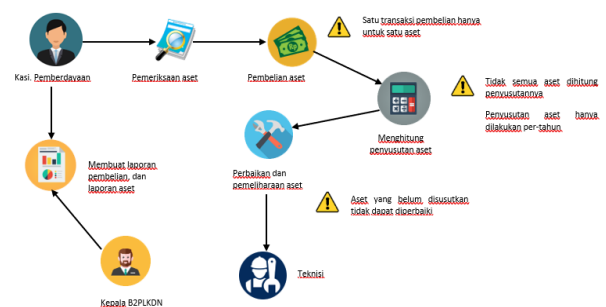 Satu transaksi pembelian hanya
untuk satu aset
Kasi. Pemberdayaan
Pemeriksaan aset
Pembelian aset
Tidak semua aset dihitung
penyusutannya
Penyusutan aset hanya
dilakukan per-tahun
Menghitung
penyusutan aset
Membuat laporan
pembelian, dan
laporan aset
Perbaikan dan
pemeliharaan aset
Aset yang belum disusutkan
tidak dapat diperbaiki
Teknisi
Kepala B2PLKDN